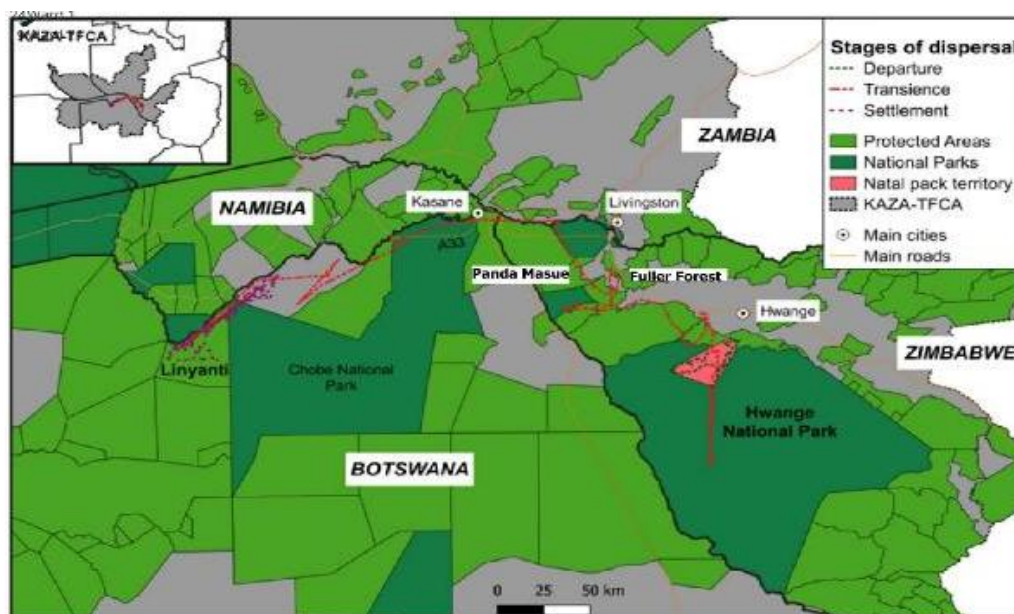 KAZA-TFCA
Stages of dispersal
Departure
Transience
Settlement
Protected Areas
National Parks
Natal pack territory
KAZA-TFCA
Main cities
Main roads
ZAMBIA
NAMIBIA
Kasane
Livingston
A33
Panda Masue
Fuller Forest
Hwange
ZIMBABWE
Linyanti
Chobe National
Park
Hwange
National Park
BOTSWANA
0 25 50 km